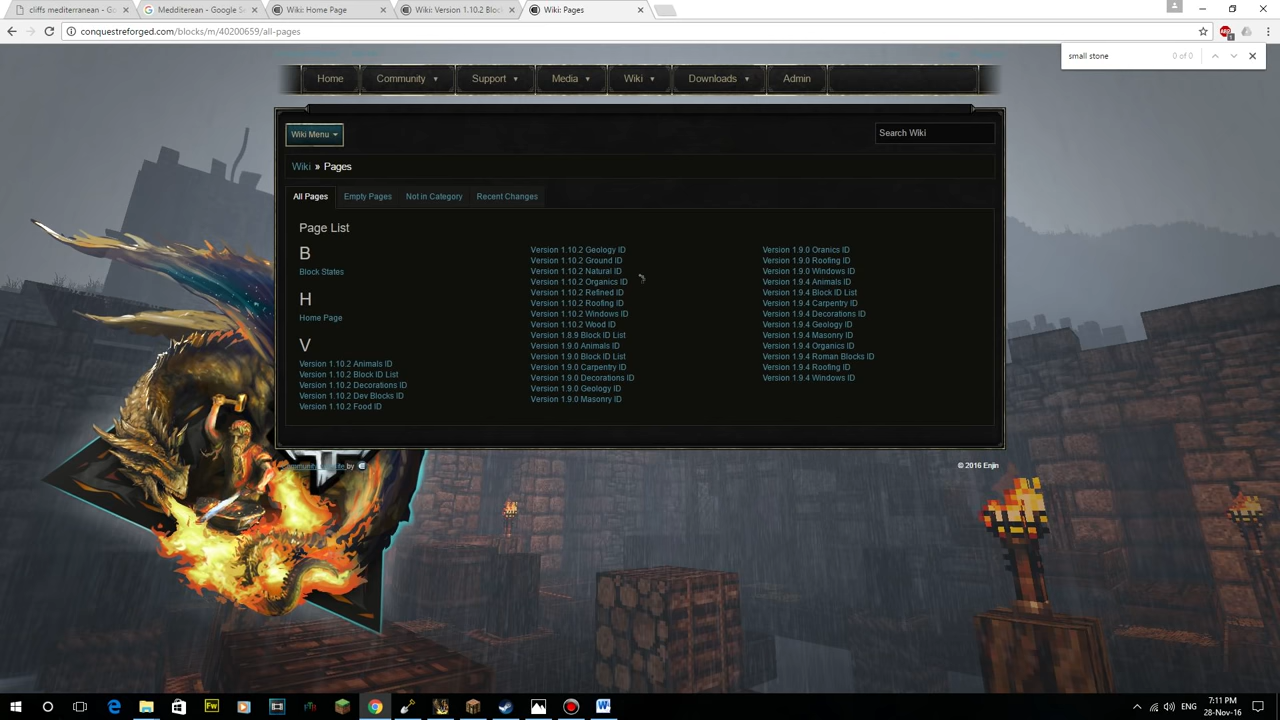 cliffs mediterranean - Go
Medditerean - Google Se
Wiki: Home Page
Wiki: Version 1.10.2 Bloc
Wiki: Pages
conquestreforged.com/blocks/m/40200659/all-pages
small stone
0 of 0
Home
Community
Support
Media
Wiki
Downloads
Admin
Wiki Menu
Search Wiki
Wiki » Pages
All Pages
Empty Pages
Not in Category
Recent Changes
Page List
B
Block States
H
Home Page
V
Version 1.10.2 Animals ID
Version 1.10.2 Block ID List
Version 1.10.2 Decorations ID
Version 1.10.2 Dev Blocks ID
Version 1.10.2 Food ID
Version 1.10.2 Geology ID
Version 1.10.2 Ground ID
Version 1.10.2 Natural ID
Version 1.10.2 Organics ID
Version 1.10.2 Refined ID
Version 1.10.2 Roofing ID
Version 1.10.2 Windows ID
Version 1.10.2 Wood ID
Version 1.8.9 Block ID List
Version 1.9.0 Animals ID
Version 1.9.0 Block ID List
Version 1.9.0 Carpentry ID
Version 1.9.0 Decorations ID
Version 1.9.0 Geology ID
Version 1.9.0 Masonry ID
Version 1.9.0 Oranics ID
Version 1.9.0 Roofing ID
Version 1.9.0 Windows ID
Version 1.9.4 Animals ID
Version 1.9.4 Block ID List
Version 1.9.4 Carpentry ID
Version 1.9.4 Decorations ID
Version 1.9.4 Geology ID
Version 1.9.4 Masonry ID
Version 1.9.4 Organics ID
Version 1.9.4 Roman Blocks ID
Version 1.9.4 Roofing ID
Version 1.9.4 Windows ID
by
© 2016 Enjin
Fw
ENG
7:11 PM
28-Nov-16